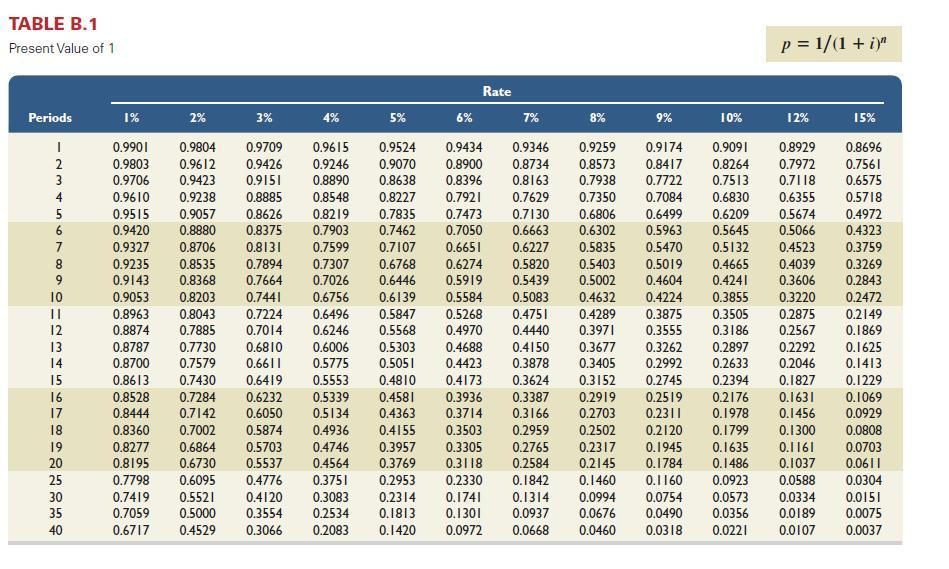 TABLE B.1
Present Value of 1
p = 1/(1 + i)ⁿ
Rate
Periods 1% 2% 3% 4% 5% 6% 7% 8% 9% 10% 12% 15%
1 0.9901 0.9804 0.9709 0.9615 0.9524 0.9434 0.9346 0.9259 0.9174 0.9091 0.8929 0.8696
2 0.9803 0.9612 0.9426 0.9246 0.9070 0.8900 0.8734 0.8573 0.8417 0.8264 0.7972 0.7561
3 0.9706 0.9423 0.9151 0.8890 0.8638 0.8396 0.8163 0.7938 0.7722 0.7513 0.7118 0.6575
4 0.9610 0.9238 0.8885 0.8548 0.8227 0.7921 0.7629 0.7350 0.7084 0.6830 0.6355 0.5718
5 0.9515 0.9057 0.8626 0.8219 0.7835 0.7473 0.7130 0.6806 0.6499 0.6209 0.5674 0.4972
6 0.9420 0.8880 0.8375 0.7903 0.7462 0.7050 0.6663 0.6302 0.5963 0.5645 0.5066 0.4323
7 0.9327 0.8706 0.8131 0.7599 0.7107 0.6651 0.6227 0.5835 0.5470 0.5132 0.4523 0.3759
8 0.9235 0.8535 0.7894 0.7307 0.6768 0.6274 0.5820 0.5403 0.5019 0.4665 0.4039 0.3269
9 0.9143 0.8368 0.7664 0.7026 0.6446 0.5919 0.5439 0.5002 0.4604 0.4241 0.3606 0.2843
10 0.9053 0.8203 0.7441 0.6756 0.6139 0.5584 0.5083 0.4632 0.4224 0.3855 0.3220 0.2472
11 0.8963 0.8043 0.7224 0.6496 0.5847 0.5268 0.4751 0.4289 0.3875 0.3505 0.2875 0.2149
12 0.8874 0.7885 0.7014 0.6246 0.5568 0.4970 0.4440 0.3971 0.3555 0.3186 0.2567 0.1869
13 0.8787 0.7730 0.6810 0.6006 0.5303 0.4688 0.4150 0.3677 0.3262 0.2897 0.2292 0.1625
14 0.8700 0.7579 0.6611 0.5775 0.5051 0.4423 0.3878 0.3405 0.2992 0.2633 0.2046 0.1413
15 0.8613 0.7430 0.6419 0.5553 0.4810 0.4173 0.3624 0.3152 0.2745 0.2394 0.1827 0.1229
16 0.8528 0.7284 0.6232 0.5339 0.4581 0.3936 0.3387 0.2919 0.2519 0.2176 0.1631 0.1069
17 0.8444 0.7142 0.6050 0.5134 0.4363 0.3714 0.3166 0.2703 0.2311 0.1978 0.1456 0.0929
18 0.8360 0.7002 0.5874 0.4936 0.4155 0.3503 0.2959 0.2502 0.2120 0.1799 0.1300 0.0808
19 0.8277 0.6864 0.5703 0.4746 0.3957 0.3305 0.2765 0.2317 0.1945 0.1635 0.1161 0.0703
20 0.8195 0.6730 0.5537 0.4564 0.3769 0.3118 0.2584 0.2145 0.1784 0.1486 0.1037 0.0611
25 0.7798 0.6095 0.4776 0.3751 0.2953 0.2330 0.1842 0.1460 0.1160 0.0923 0.0588 0.0304
30 0.7419 0.5521 0.4120 0.3083 0.2314 0.1741 0.1314 0.0994 0.0754 0.0573 0.0334 0.0151
35 0.7059 0.5000 0.3554 0.2534 0.1813 0.1301 0.0937 0.0676 0.0490 0.0356 0.0189 0.0075
40 0.6717 0.4529 0.3066 0.2083 0.1420 0.0972 0.0668 0.0460 0.0318 0.0221 0.0107 0.0037